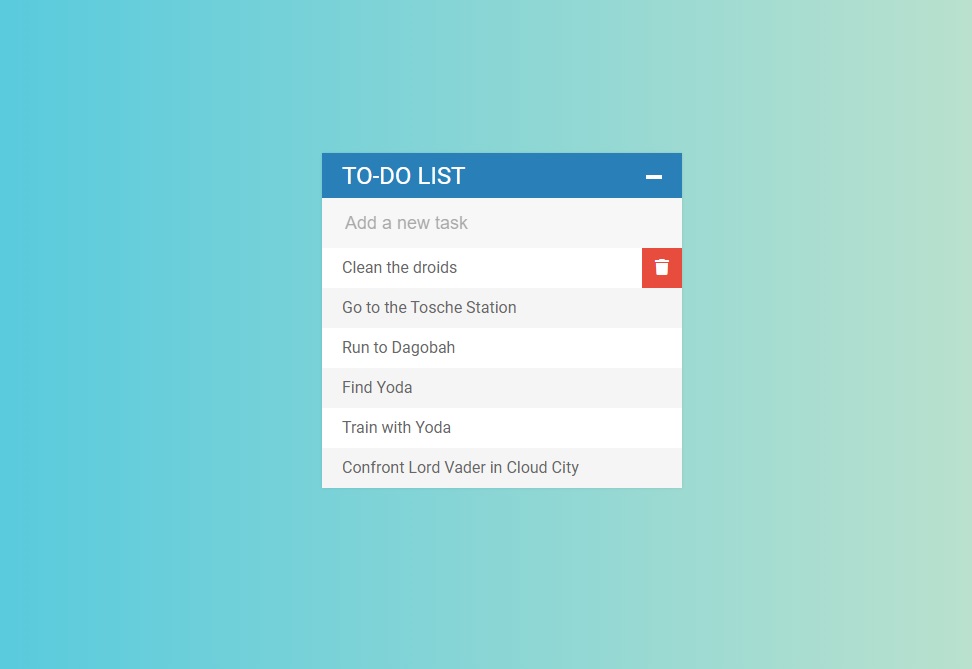 TO-DO LIST
Add a new task
Clean the droids
Go to the Tosche Station
Run to Dagobah
Find Yoda
Train with Yoda
Confront Lord Vader in Cloud City